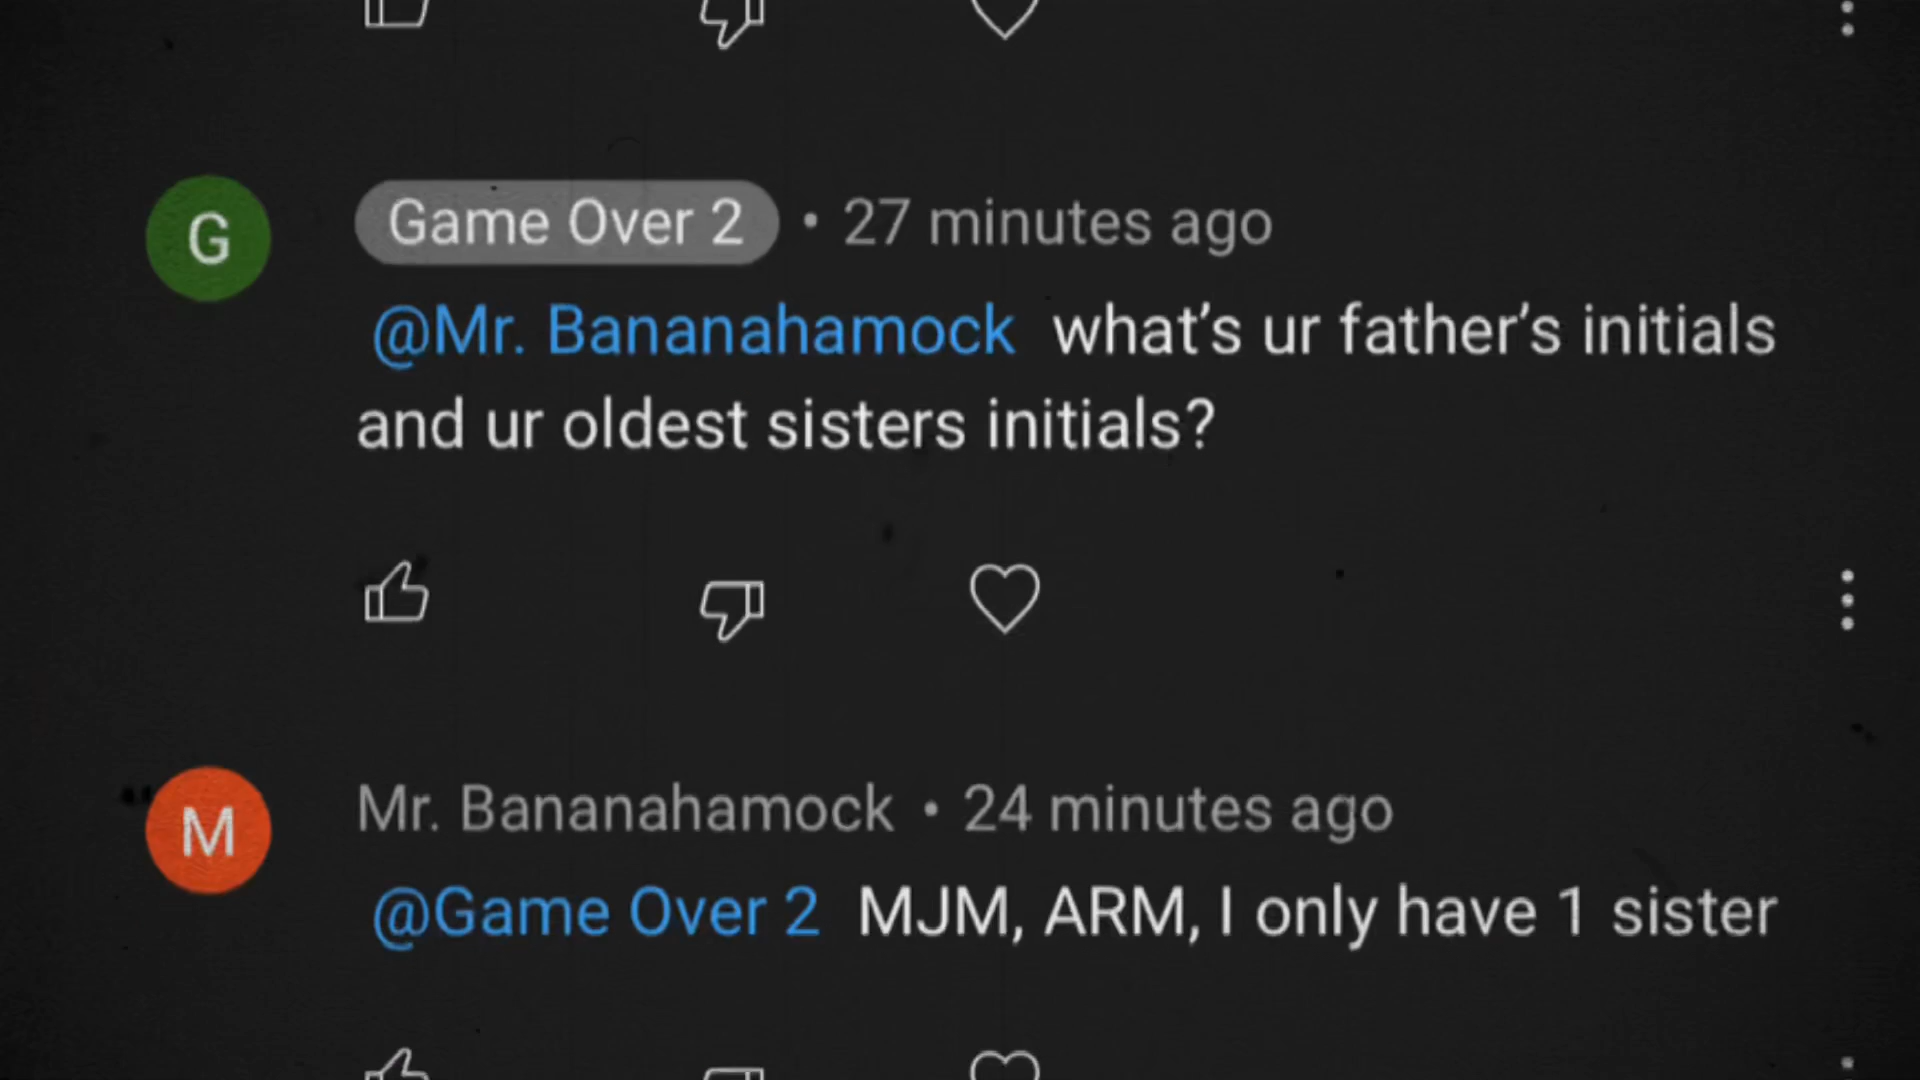 G
Game Over 2 • 27 minutes ago
@Mr. Bananahamock what’s ur father’s initials
and ur oldest sisters initials?
M
Mr. Bananahamock • 24 minutes ago
@Game Over 2 MJM, ARM, I only have 1 sister